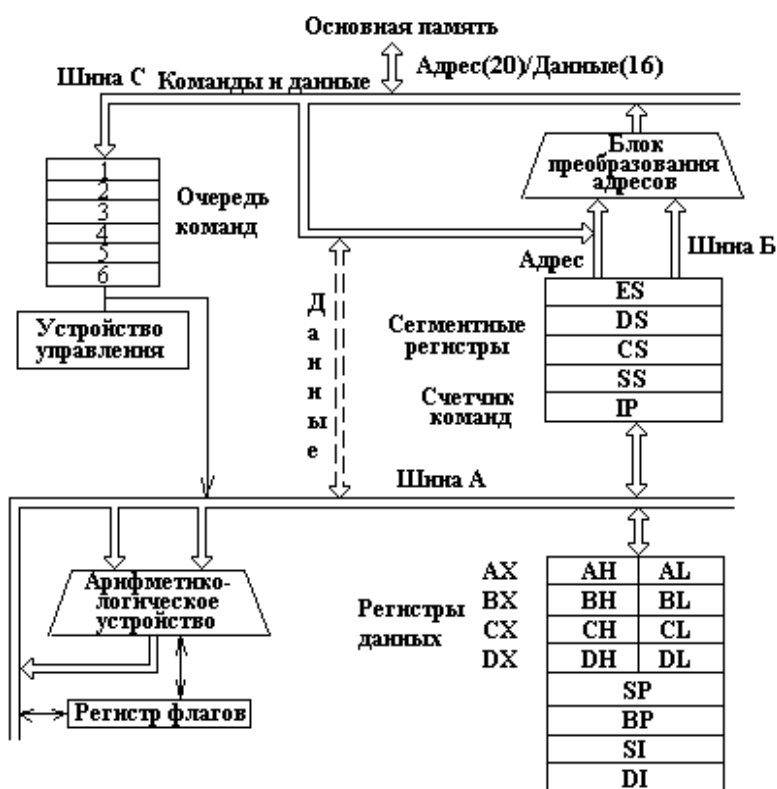 Основная память
Адрес(20)/Данные(16)
Шина С
Команды и данные
Блок
преобразования
адресов
1
2
3
4
5
6
Очередь
команд
Адрес
Шина Б
Устройство
управления
Данные
Сегментные
регистры
Счетчик
команд
ES
DS
CS
SS
IP
Шина А
Арифметико-
логическое
устройство
Регистр флагов
Регистры
данных
AX AH AL
BX BH BL
CX CH CL
DX DH DL
SP
BP
SI
DI